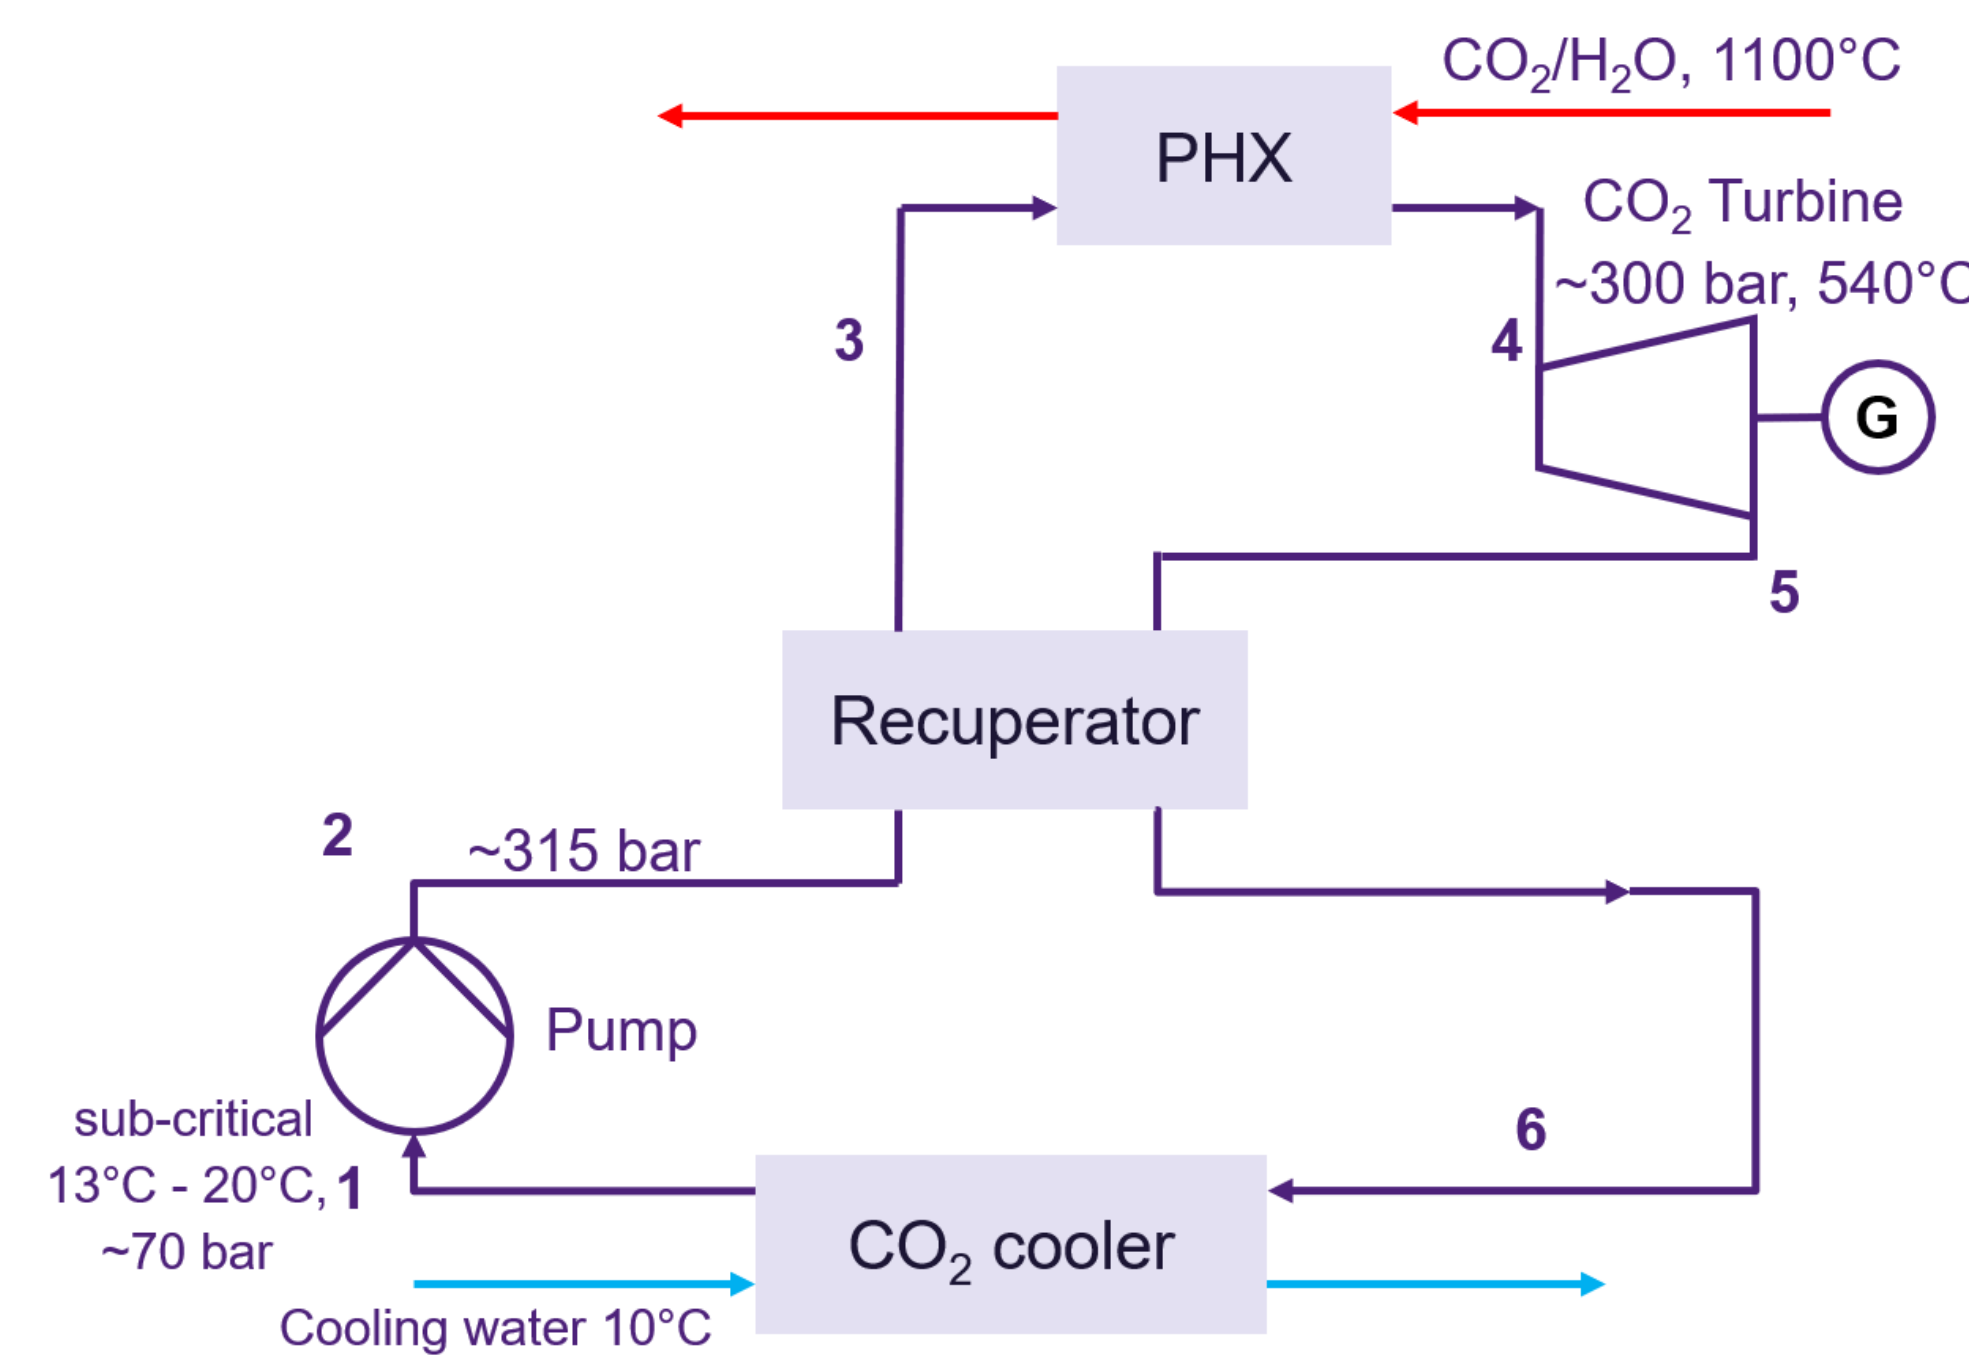 CO₂/H₂O, 1100°C
PHX
CO₂ Turbine
~300 bar, 540°C
3
4
G
5
Recuperator
2
~315 bar
Pump
sub-critical
13°C - 20°C, 1
~70 bar
6
CO₂ cooler
Cooling water 10°C